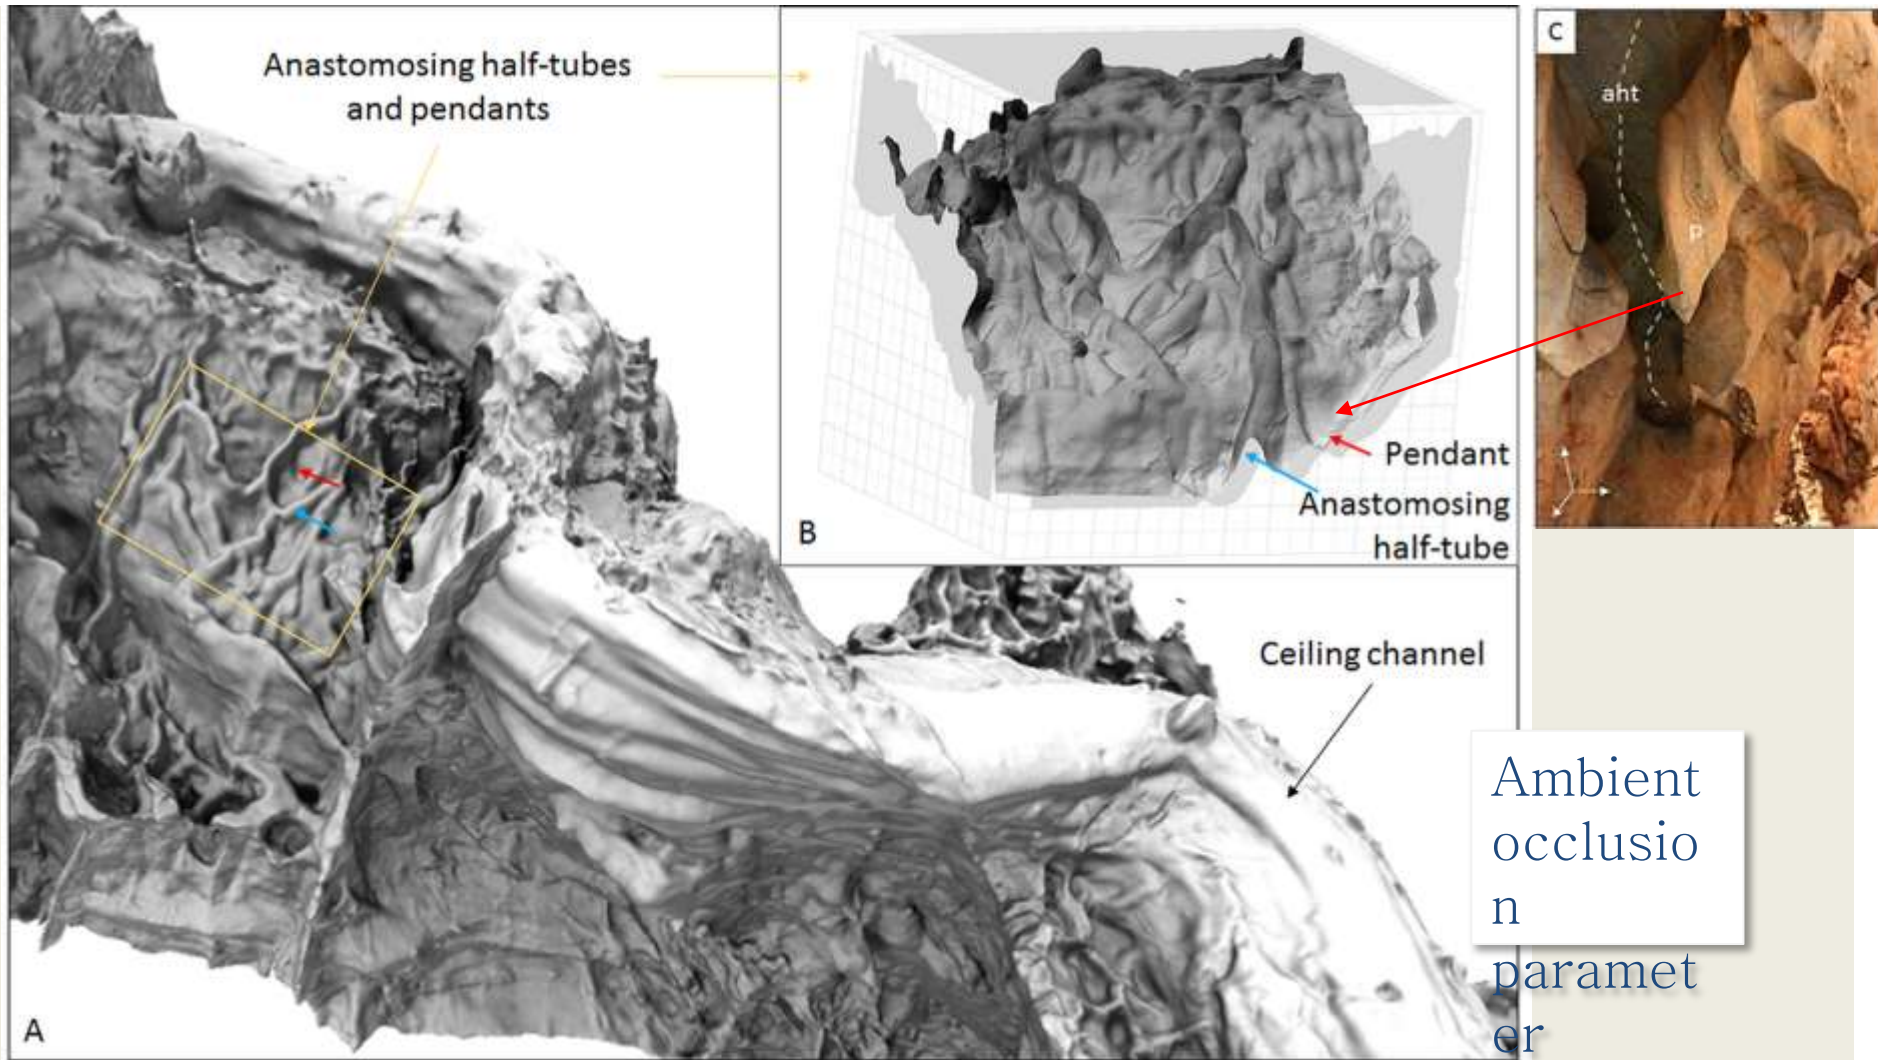 Anastomosing half-tubes
and pendants
C
aht
p
Pendant
Anastomosing
half-tube
B
Ceiling channel
A
Ambient
occlusio
n
paramet
er